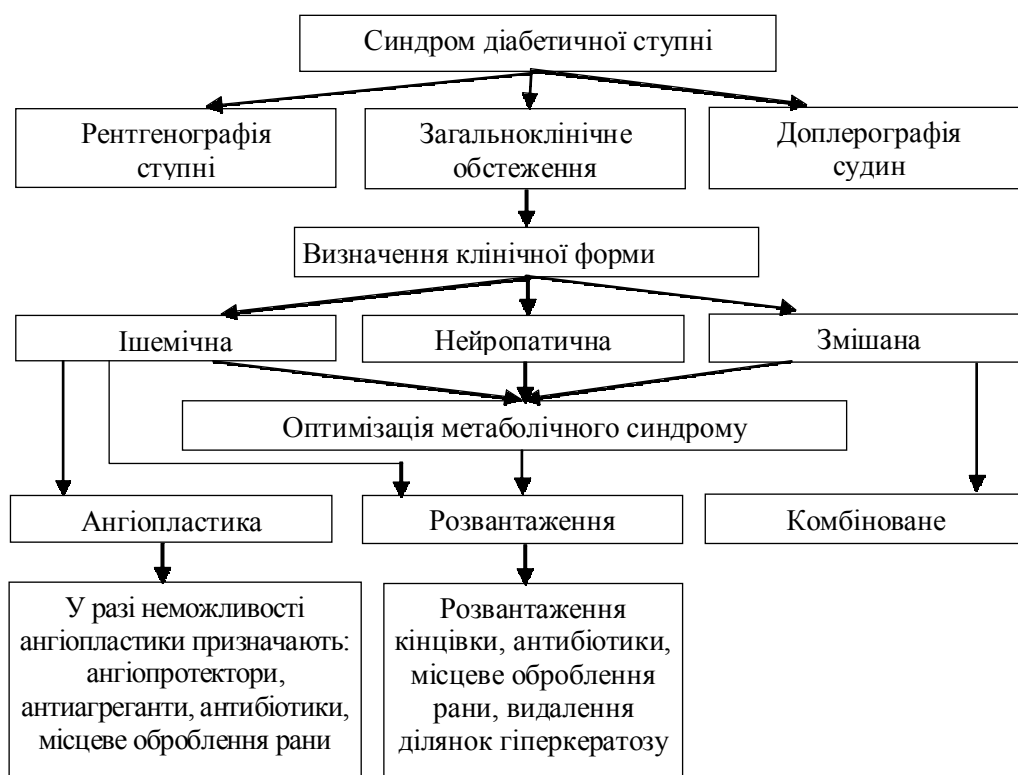 Синдром діабетичної ступні
Рентгенографія
ступні
Загальноклінічне
обстеження
Доплерографія
судин
Визначення клінічної форми
Ішемічна
Нейропатична
Змішана
Оптимізація метаболічного синдрому
Ангіопластика
Розвантаження
Комбіноване
У разі неможливості
ангіопластики призначають:
ангіопротектори,
антиагреганти, антибіотики,
місцеве оброблення рани
Розвантаження
кінцівки, антибіотики,
місцеве оброблення
рани, видалення
ділянок гіперкератозу